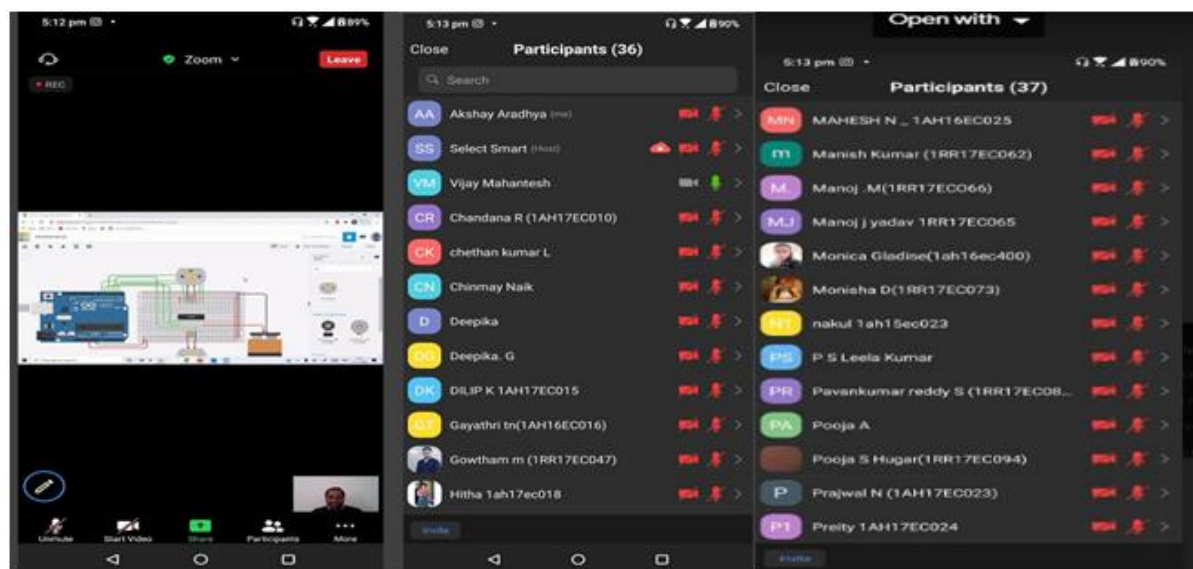 5:12 pm
89%
Zoom
Leave
REC
Unmute
Start Video
Share
Participants
More
5:13 pm
90%
Close
Participants (36)
Search
AA Akshay Aradhya (me)
SS Select Smart (Host)
VM Vijay Mahantesh
CR Chandana R (1AH17EC010)
CK chethan kumar L
CN Chinmay Naik
D Deepika
DG Deepika. G
DK DILIP K 1AH17EC015
GT Gayathri tn(1AH16EC016)
Gowtham m (1RR17EC047)
Hitha 1ah17ec018
Invite
Open with
5:13 pm
90%
Close
Participants (37)
MN MAHESH N _ 1AH16EC025
m Manish Kumar (1RR17EC062)
M. Manoj .M(1RR17ECO66)
MJ Manoj j yadav 1RR17EC065
Monica Gladise(1ah16ec400)
Monisha D(1RR17EC073)
N1 nakul 1ah15ec023
PS P S Leela Kumar
PR Pavankumar reddy S (1RR17EC08...
PA Pooja A
Pooja S Hugar(1RR17EC094)
P Prajwal N (1AH17EC023)
P1 Preity 1AH17EC024
Invite